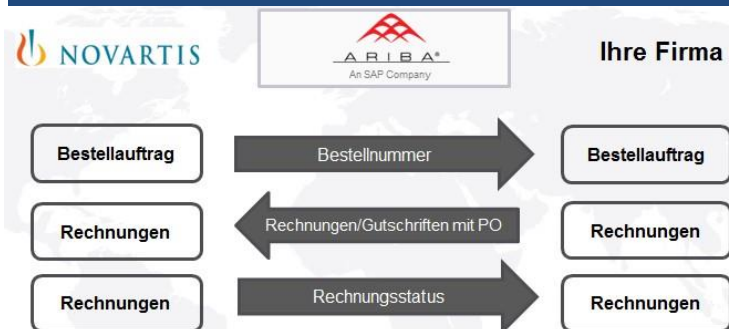 NOVARTIS
ARIBA®
An SAP Company
Ihre Firma
Bestellauftrag
Bestellnummer
Bestellauftrag
Rechnungen
Rechnungen/Gutschriften mit PO
Rechnungen
Rechnungen
Rechnungsstatus
Rechnungen